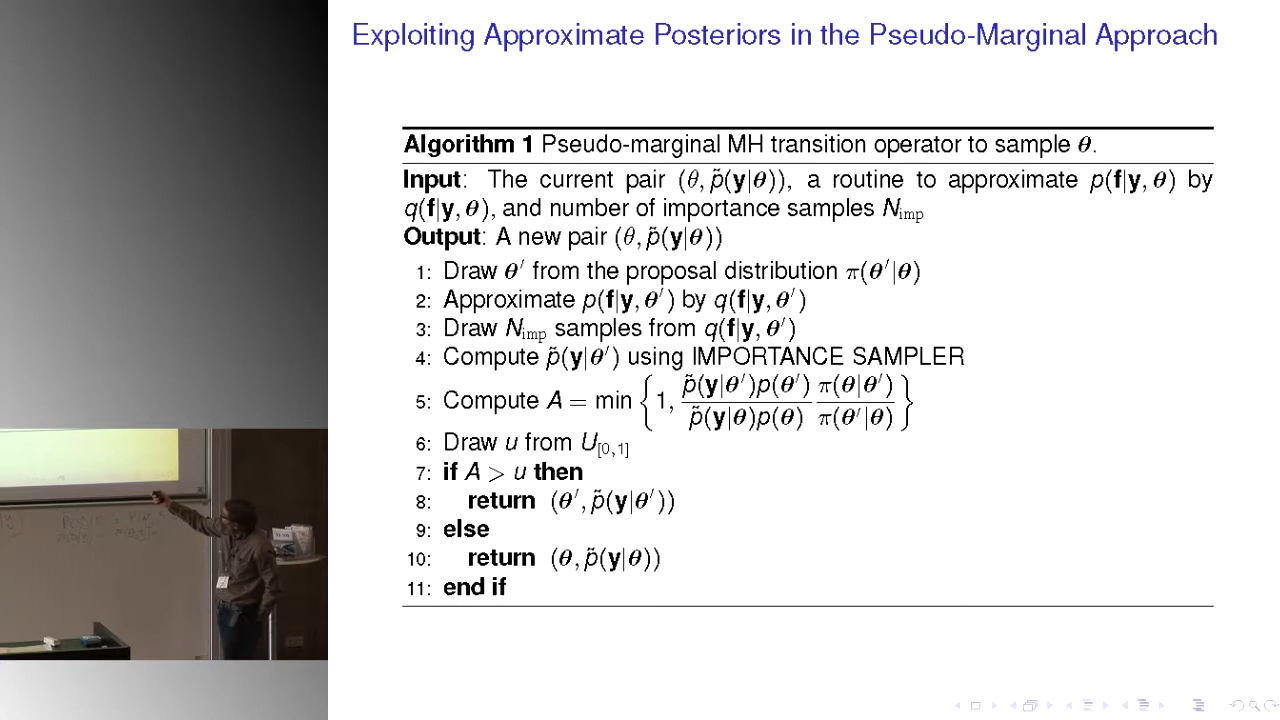 Exploiting Approximate Posteriors in the Pseudo-Marginal Approach
Algorithm 1 Pseudo-marginal MH transition operator to sample θ.
Input: The current pair (θ, p̃(y|θ)), a routine to approximate p(f|y, θ) by
q(f|y, θ), and number of importance samples N_imp
Output: A new pair (θ, p̃(y|θ))
1: Draw θ′ from the proposal distribution π(θ′|θ)
2: Approximate p(f|y, θ′) by q(f|y, θ′)
3: Draw N_imp samples from q(f|y, θ′)
4: Compute p̃(y|θ′) using IMPORTANCE SAMPLER
5: Compute A = min { 1, p̃(y|θ′)p(θ′) / p̃(y|θ)p(θ) π(θ|θ′) / π(θ′|θ) }
6: Draw u from U_[0,1]
7: if A > u then
8: return (θ′, p̃(y|θ′))
9: else
10: return (θ, p̃(y|θ))
11: end if